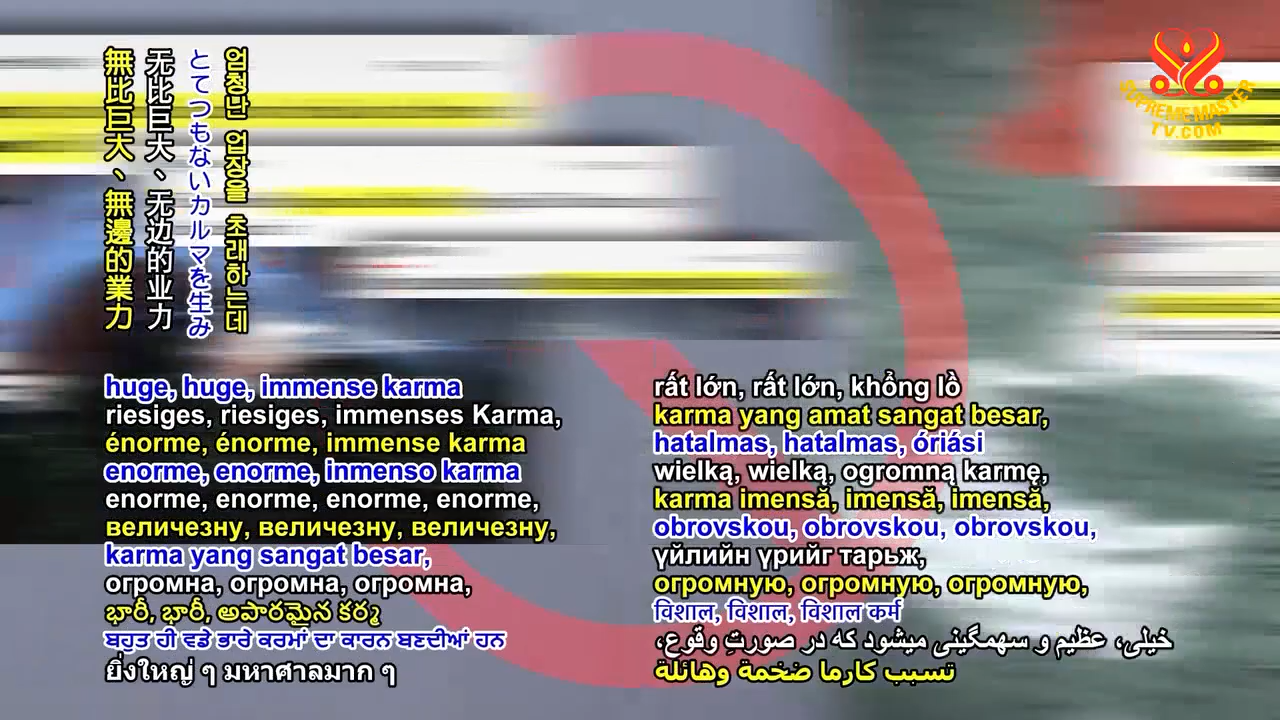 無比巨大、無邊的業力
无比巨大、无边的业力
とてつもないカルマを生み
엄청난 업장을 초래하는데
SUPREME MASTER
TV.COM
huge, huge, immense karma
riesiges, riesiges, immenses Karma,
énorme, énorme, immense karma
enorme, enorme, inmenso karma
enorme, enorme, enorme, enorme,
величезну, величезну, величезну,
karma yang sangat besar,
огромна, огромна, огромна,
భారీ, భారీ, అపారమైన కర్మ
ਬਹੁਤ ਹੀ ਵਡੇ ਭਾਰੇ ਕਰਮਾਂ ਦਾ ਕਾਰਨ ਬਣਦੀਆਂ ਹਨ
ยิ่งใหญ่ ๆ มหาศาลมาก ๆ
rất lớn, rất lớn, khổng lồ
karma yang amat sangat besar,
hatalmas, hatalmas, óriási
wielką, wielką, ogromną karmę,
karma imensă, imensă, imensă,
obrovskou, obrovskou, obrovskou,
үйлийн үрийг тарьж,
огромную, огромную, огромную,
विशाल, विशाल, विशाल कर्म
خیلی، عظیم و سهمگینی میشود که در صورتِ وقوع،
تسبب كارما ضخمة وهائلة